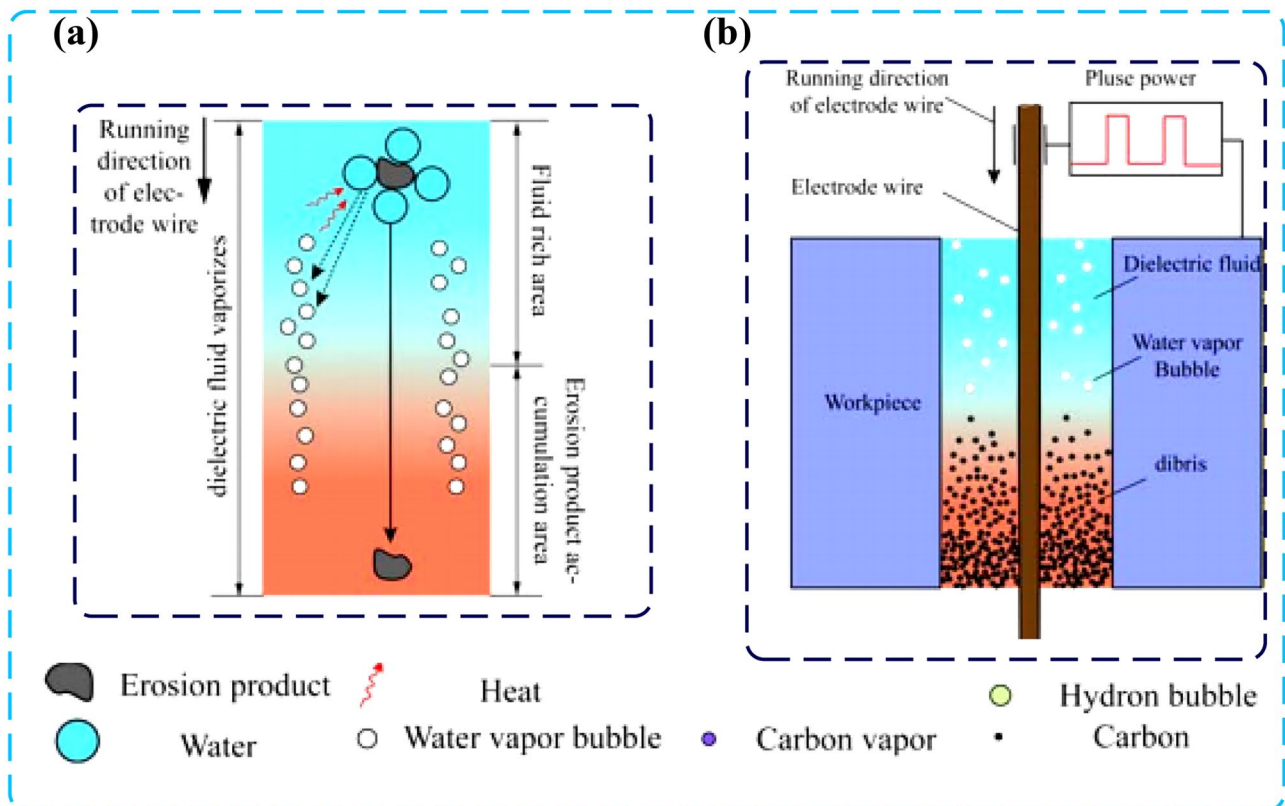 (a)
Running
direction
of elec-
trode wire
dielectric fluid vaporizes
Fluid rich area
Erosion product ac-
cumulation area
(b)
Running direction
of electrode wire
Pluse power
Electrode wire
Dielectric fluid
Water vapor
Bubble
Workpiece
dibris
Erosion product
Heat
Hydron bubble
Water
Water vapor bubble
Carbon vapor
Carbon